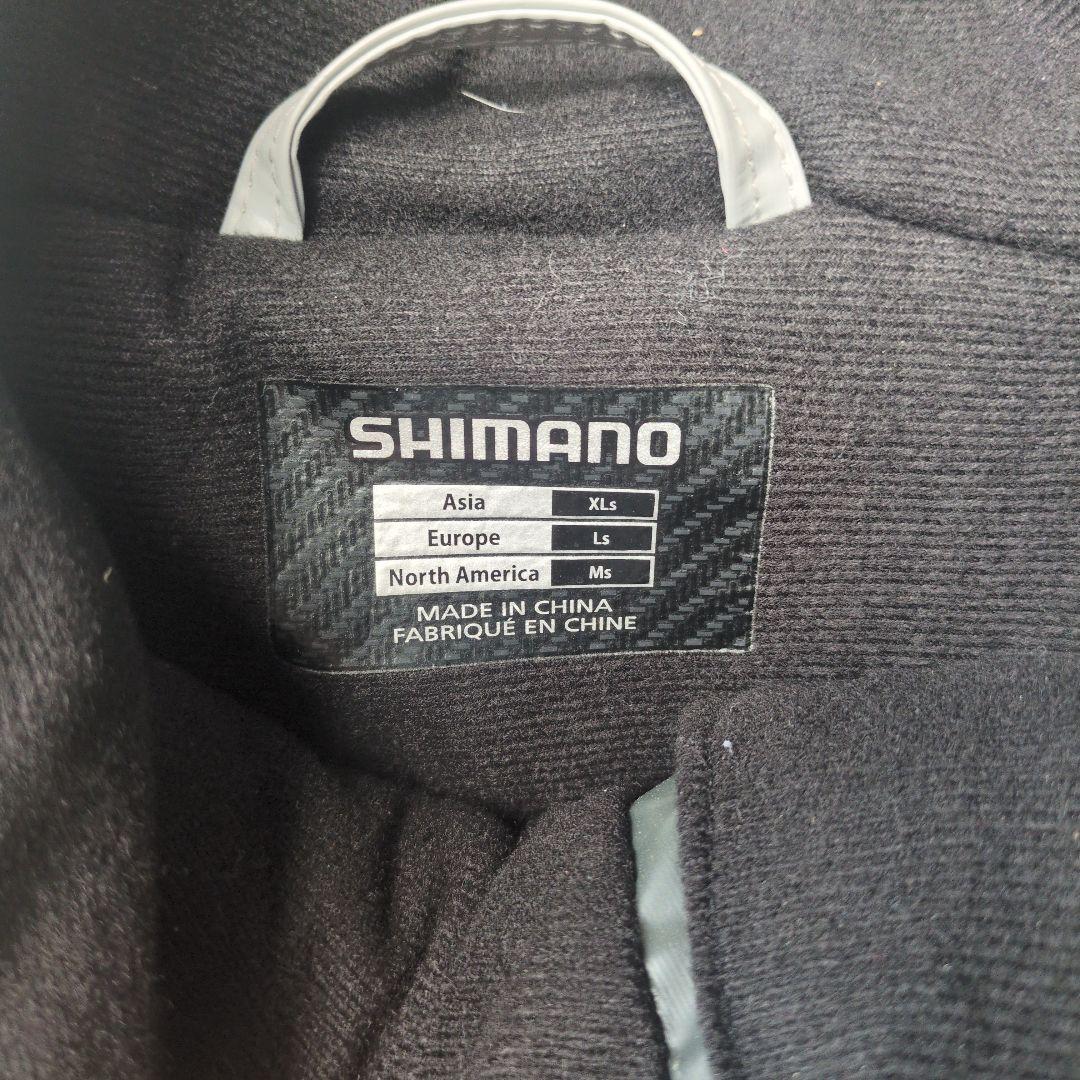 SHIMANO
Asia XLs
Europe Ls
North America Ms
MADE IN CHINA
FABRIQUÉ EN CHINE